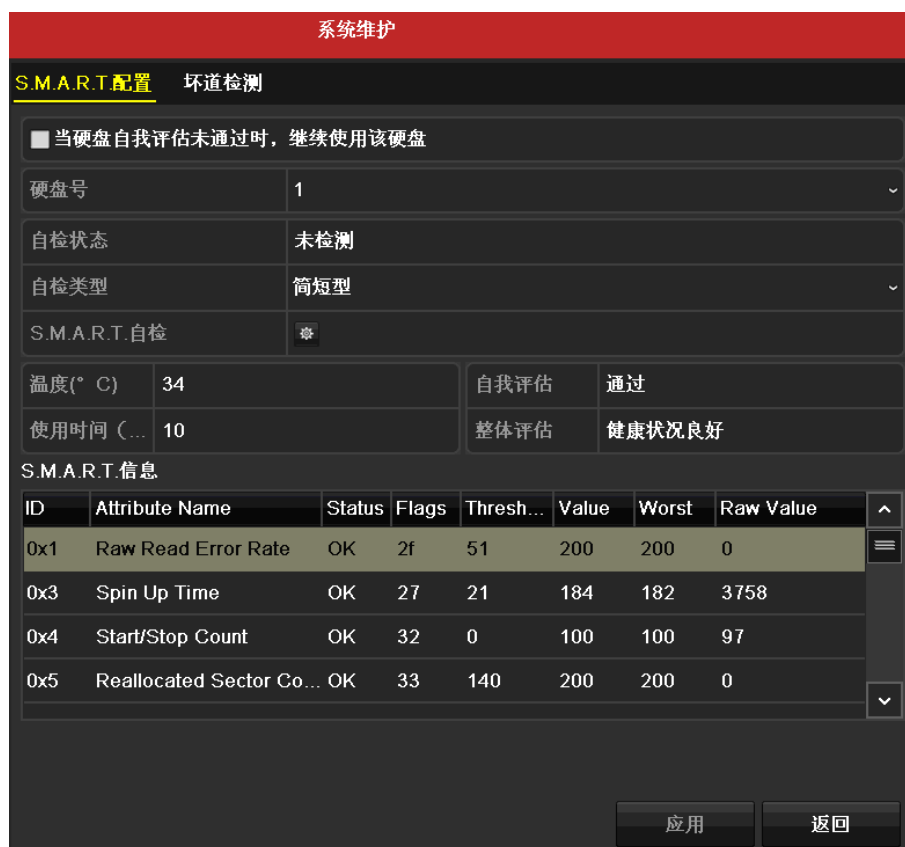 系统维护
S.M.A.R.T.配置 坏道检测
当硬盘自我评估未通过时，继续使用该硬盘
硬盘号 1
自检状态 未检测
自检类型 简短型
S.M.A.R.T.自检
温度(° C) 34 自我评估 通过
使用时间（... 10 整体评估 健康状况良好
S.M.A.R.T.信息
ID Attribute Name Status Flags Thresh... Value Worst Raw Value
0x1 Raw Read Error Rate OK 2f 51 200 200 0
0x3 Spin Up Time OK 27 21 184 182 3758
0x4 Start/Stop Count OK 32 0 100 100 97
0x5 Reallocated Sector Co... OK 33 140 200 200 0
应用 返回